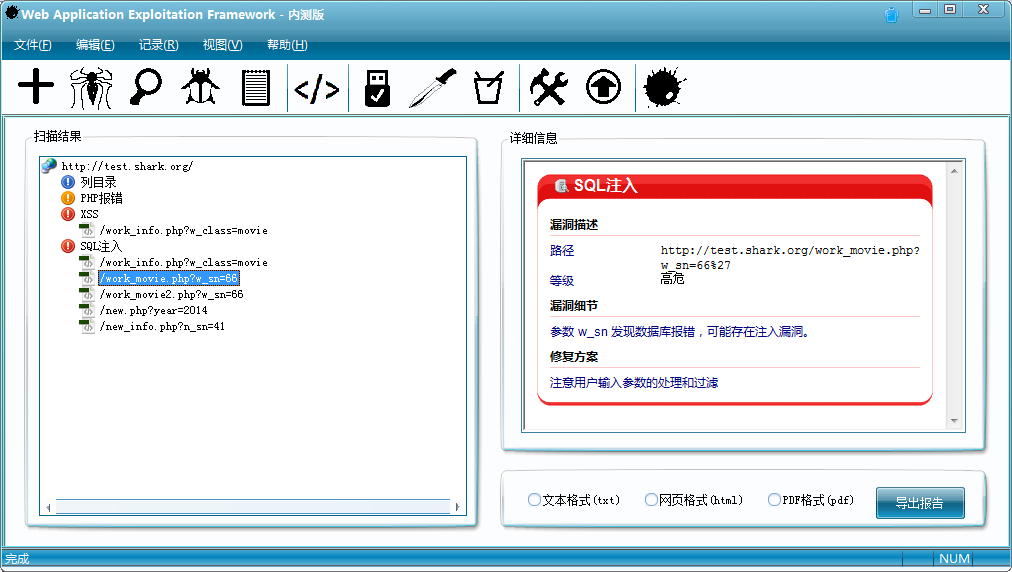 Web Application Exploitation Framework - 内测版
文件(F) 编辑(E) 记录(R) 视图(V) 帮助(H)
扫描结果
http://test.shark.org/
列目录
PHP报错
XSS
/work_info.php?w_class=movie
SQL注入
/work_info.php?w_class=movie
/work_movie.php?w_sn=66
/work_movie2.php?w_sn=66
/new.php?year=2014
/new_info.php?n_sn=41
详细信息
SQL注入
漏洞描述
路径 http://test.shark.org/work_movie.php?
w_sn=66%27
等级 高危
漏洞细节
参数 w_sn 发现数据库报错，可能存在注入漏洞。
修复方案
注意用户输入参数的处理和过滤
文本格式(txt) 网页格式(html) PDF格式(pdf) 导出报告
完成 NUM